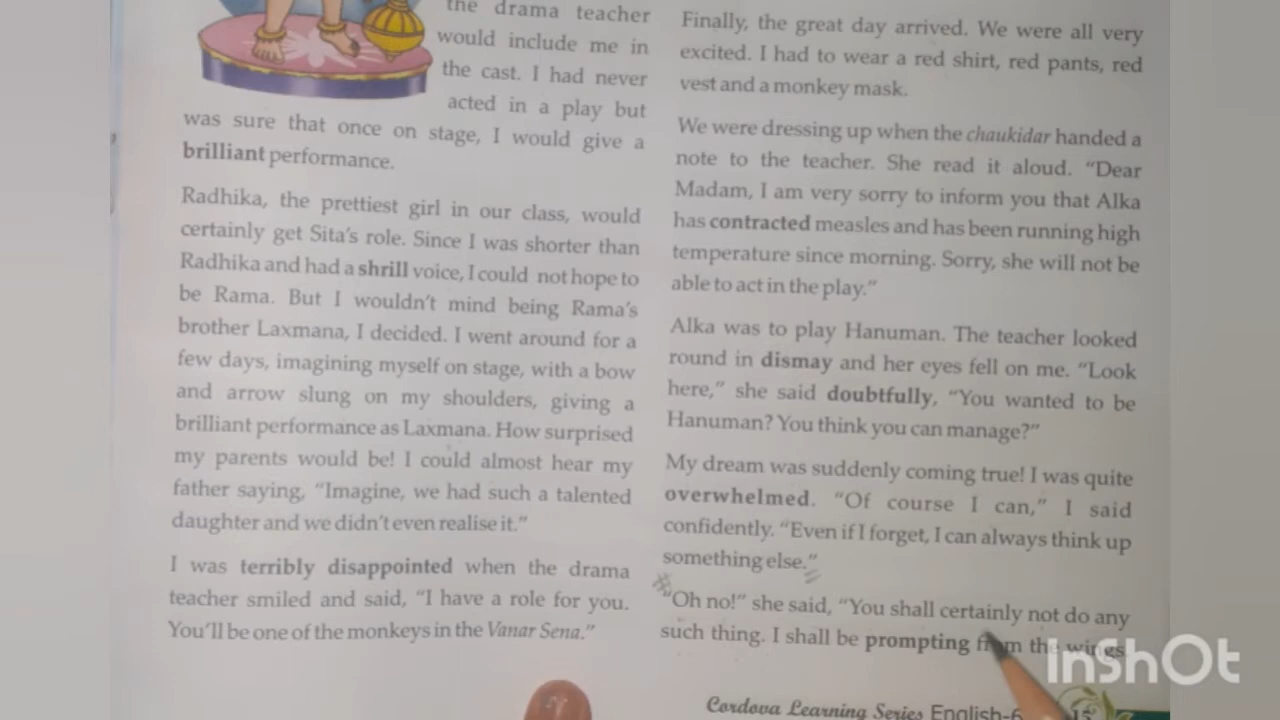 the drama teacher
would include me in
the cast. I had never
acted in a play but
was sure that once on stage, I would give a
brilliant performance.
Radhika, the prettiest girl in our class, would
certainly get Sita's role. Since I was shorter than
Radhika and had a shrill voice, I could not hope to
be Rama. But I wouldn't mind being Rama's
brother Laxmana, I decided. I went around for a
few days, imagining myself on stage, with a bow
and arrow slung on my shoulders, giving a
brilliant performance as Laxmana. How surprised
my parents would be! I could almost hear my
father saying, "Imagine, we had such a talented
daughter and we didn't even realise it."
I was terribly disappointed when the drama
teacher smiled and said, "I have a role for you.
You'll be one of the monkeys in the Vanar Sena."
Finally, the great day arrived. We were all very
excited. I had to wear a red shirt, red pants, red
vest and a monkey mask.
We were dressing up when the chaukidar handed a
note to the teacher. She read it aloud. "Dear
Madam, I am very sorry to inform you that Alka
has contracted measles and has been running high
temperature since morning. Sorry, she will not be
able to act in the play."
Alka was to play Hanuman. The teacher looked
round in dismay and her eyes fell on me. "Look
here," she said doubtfully, "You wanted to be
Hanuman? You think you can manage?"
My dream was suddenly coming true! I was quite
overwhelmed. "Of course I can," I said
confidently. "Even if I forget, I can always think up
something else."
"Oh no!" she said, "You shall certainly not do any
such thing. I shall be prompting from the wings
Cordova Learning Series English-6 15
InShOt